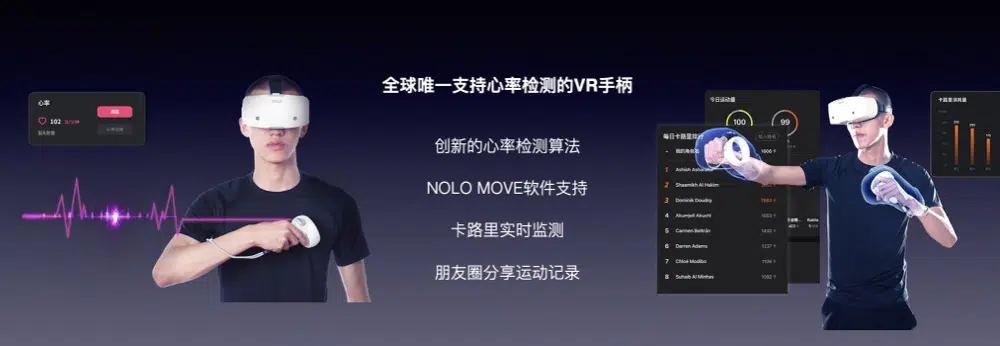 心率
102
全球唯一支持心率检测的VR手柄
创新的心率检测算法
NOLO MOVE软件支持
卡路里实时监测
朋友圈分享运动记录
今日运动量
100
99
每日卡路里排行
1 Ashish Asharaful
2 Shaemikh Al Hakim
3 Dominik Doudny
4 Akumjeli Akuchi
5 Carmen Beltrán
6 Darren Adams
7 Chloé Modibo
8 Suhaib Al Minhas
卡路里消耗量